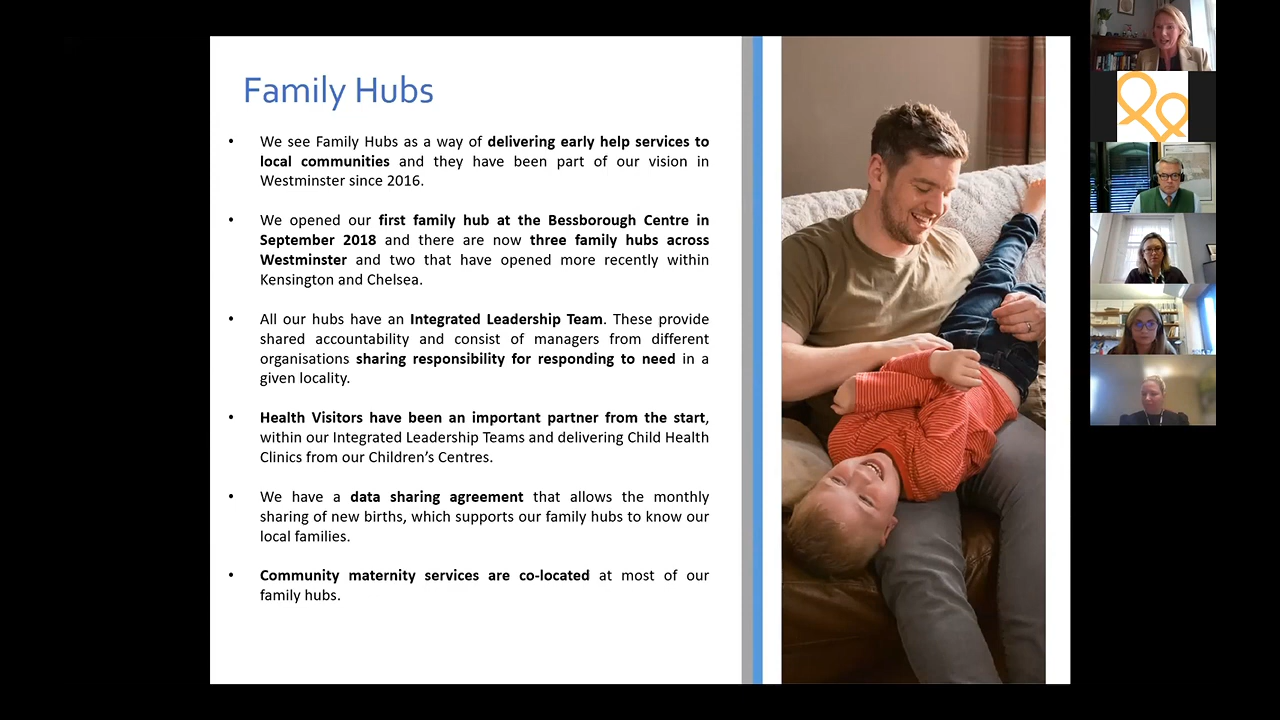 Family Hubs
• We see Family Hubs as a way of delivering early help services to
local communities and they have been part of our vision in
Westminster since 2016.
• We opened our first family hub at the Bessborough Centre in
September 2018 and there are now three family hubs across
Westminster and two that have opened more recently within
Kensington and Chelsea.
• All our hubs have an Integrated Leadership Team. These provide
shared accountability and consist of managers from different
organisations sharing responsibility for responding to need in a
given locality.
• Health Visitors have been an important partner from the start,
within our Integrated Leadership Teams and delivering Child Health
Clinics from our Children’s Centres.
• We have a data sharing agreement that allows the monthly
sharing of new births, which supports our family hubs to know our
local families.
• Community maternity services are co-located at most of our
family hubs.